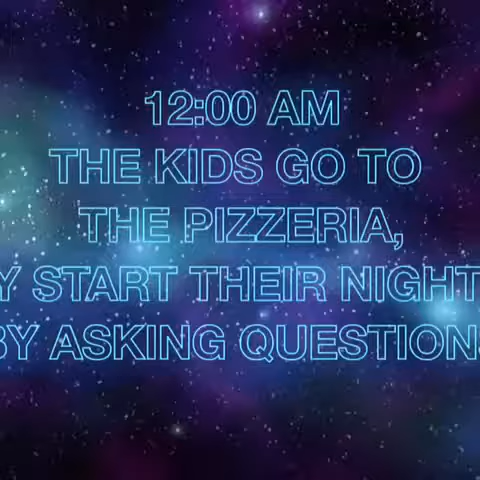 12:00 AM
THE KIDS GO TO
THE PIZZERIA,
Y START THEIR NIGHT
BY ASKING QUESTIONS